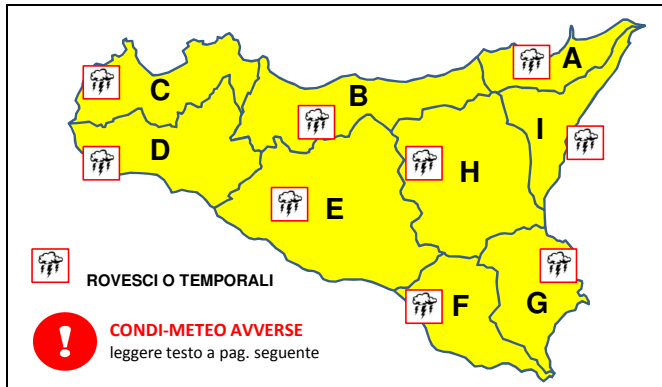 A
C
B
I
D
H
E
F
G
ROVESCI O TEMPORALI
!
CONDI-METEO AVVERSE
leggere testo a pag. seguente